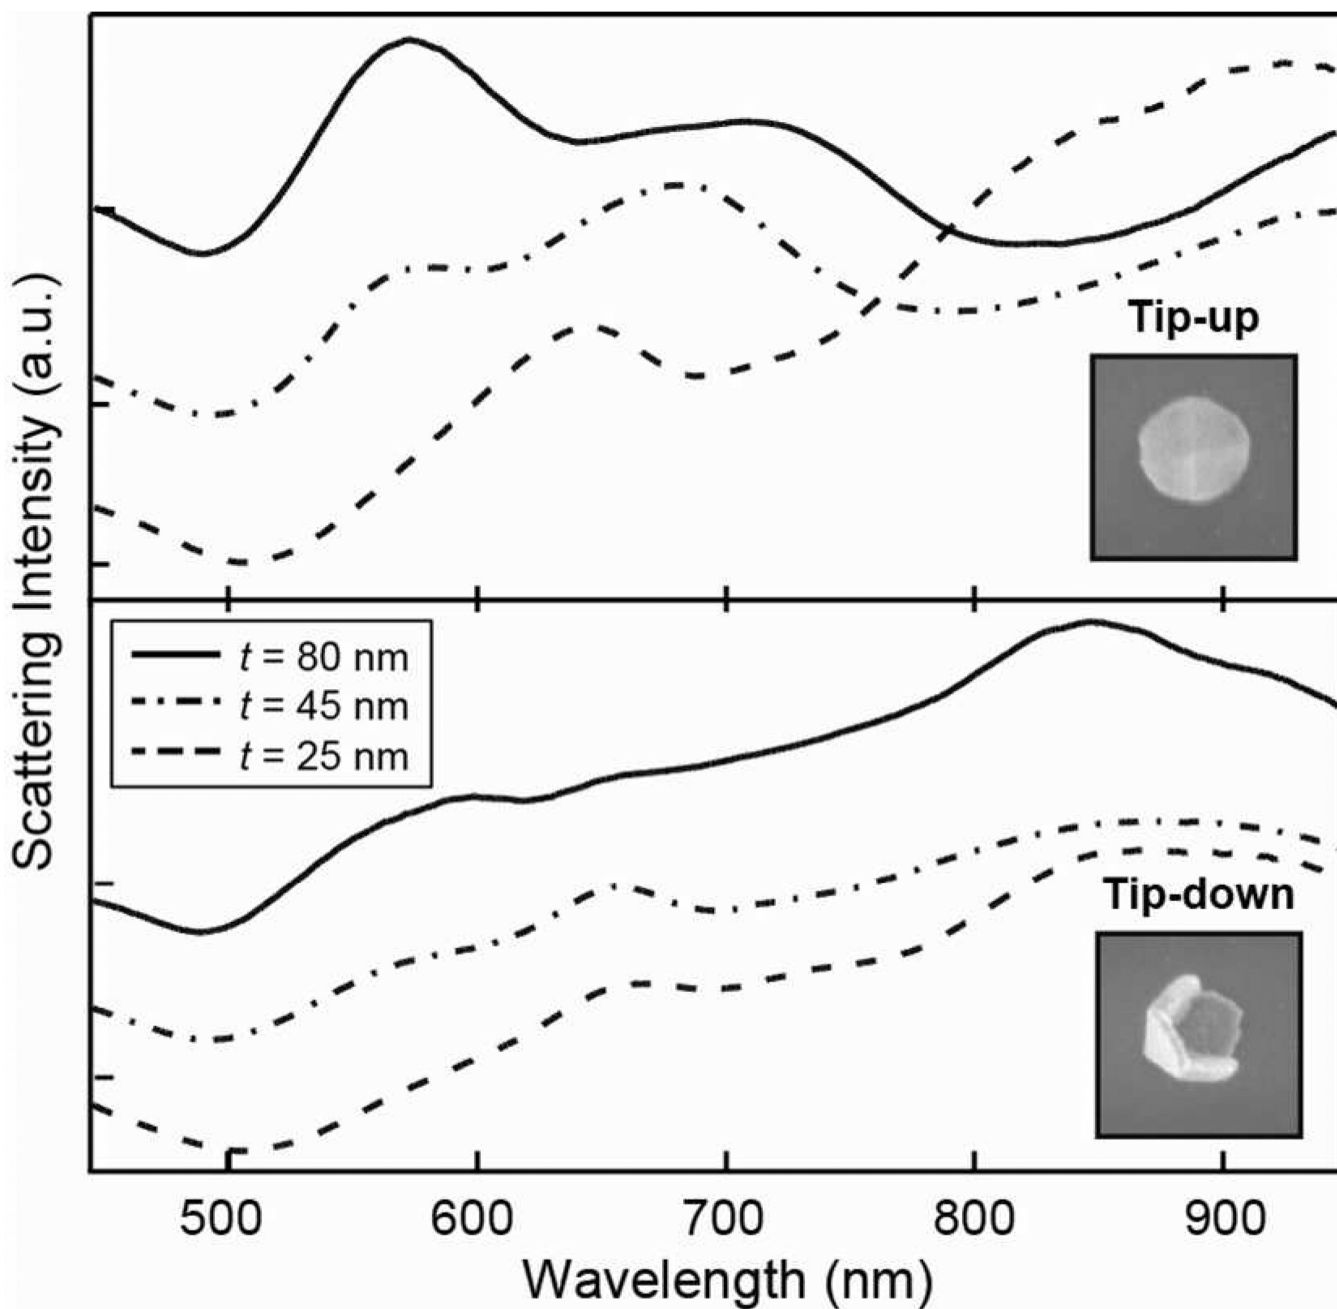 Scattering Intensity (a.u.)
Tip-up
t = 80 nm
t = 45 nm
t = 25 nm
Tip-down
500 600 700 800 900
Wavelength (nm)